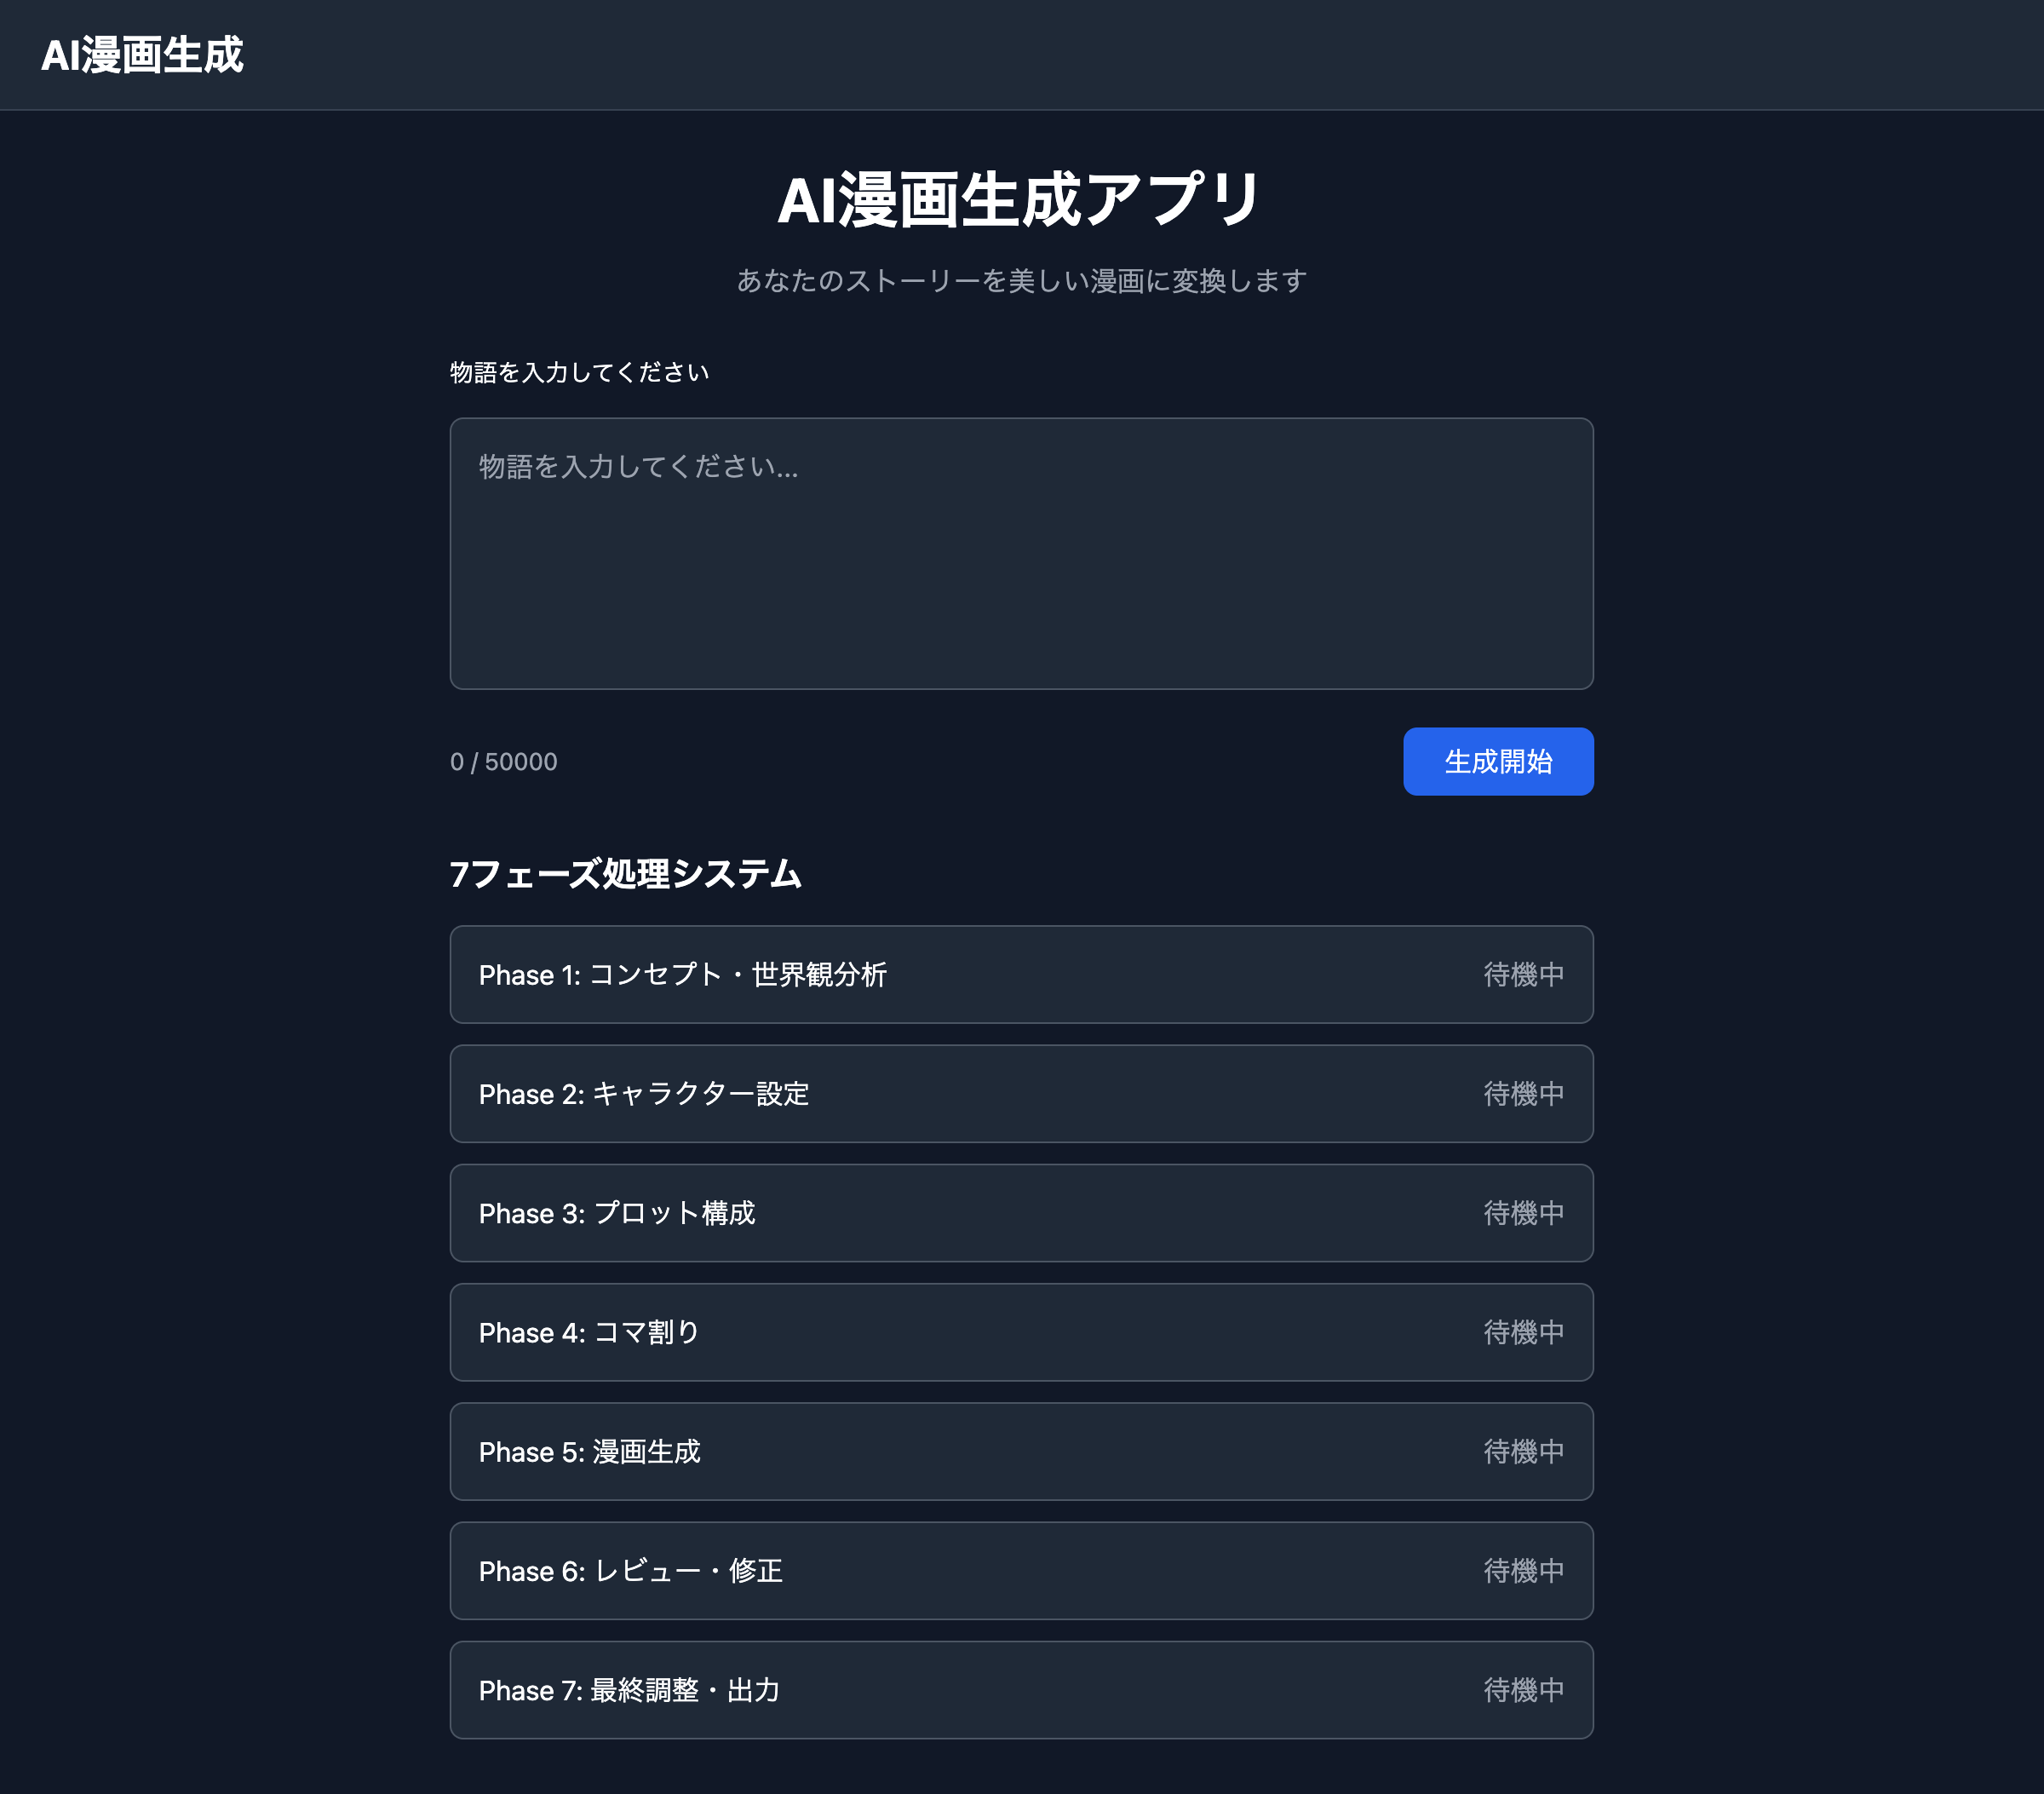 AI漫画生成
AI漫画生成アプリ
あなたのストーリーを美しい漫画に変換します
物語を入力してください
物語を入力してください...
0 / 50000
生成開始
7フェーズ処理システム
Phase 1: コンセプト・世界観分析 待機中
Phase 2: キャラクター設定 待機中
Phase 3: プロット構成 待機中
Phase 4: コマ割り 待機中
Phase 5: 漫画生成 待機中
Phase 6: レビュー・修正 待機中
Phase 7: 最終調整・出力 待機中